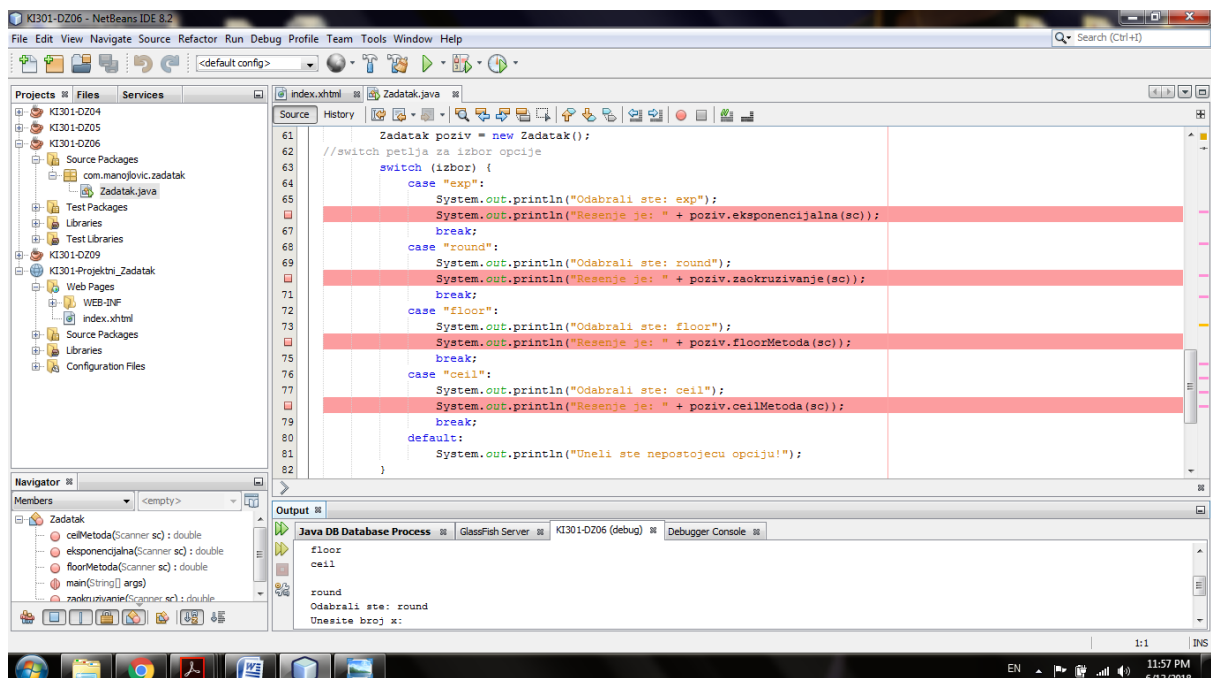 KI301-DZ06 - NetBeans IDE 8.2
File Edit View Navigate Source Refactor Run Debug Profile Team Tools Window Help
Search (Ctrl+I)
<default config>
Projects Files Services
KI301-DZ04
KI301-DZ05
KI301-DZ06
Source Packages
com.manojlovic.zadatak
Zadatak.java
Test Packages
Libraries
Test Libraries
KI301-DZ09
KI301-Projektni_Zadatak
Web Pages
WEB-INF
index.xhtml
Source Packages
Libraries
Configuration Files
Navigator
Members <empty>
Zadatak
ceilMetoda(Scanner sc) : double
eksponencijalna(Scanner sc) : double
floorMetoda(Scanner sc) : double
main(String[] args)
zaokruzivanje(Scanner sc) : double
index.xhtml Zadatak.java
Source History
61 Zadatak poziv = new Zadatak();
62 //switch petlja za izbor opcije
63 switch (izbor) {
64 case "exp":
65 System.out.println("Odabrali ste: exp");
System.out.println("Resenje je: " + poziv.eksponencijalna(sc));
67 break;
68 case "round":
69 System.out.println("Odabrali ste: round");
System.out.println("Resenje je: " + poziv.zaokruzivanje(sc));
71 break;
72 case "floor":
73 System.out.println("Odabrali ste: floor");
System.out.println("Resenje je: " + poziv.floorMetoda(sc));
75 break;
76 case "ceil":
77 System.out.println("Odabrali ste: ceil");
System.out.println("Resenje je: " + poziv.ceilMetoda(sc));
79 break;
80 default:
81 System.out.println("Uneli ste nepostojecu opciju!");
82 }
Output
Java DB Database Process GlassFish Server KI301-DZ06 (debug) Debugger Console
floor
ceil
round
Odabrali ste: round
Unesite broj x:
1:1 INS
EN 11:57 PM